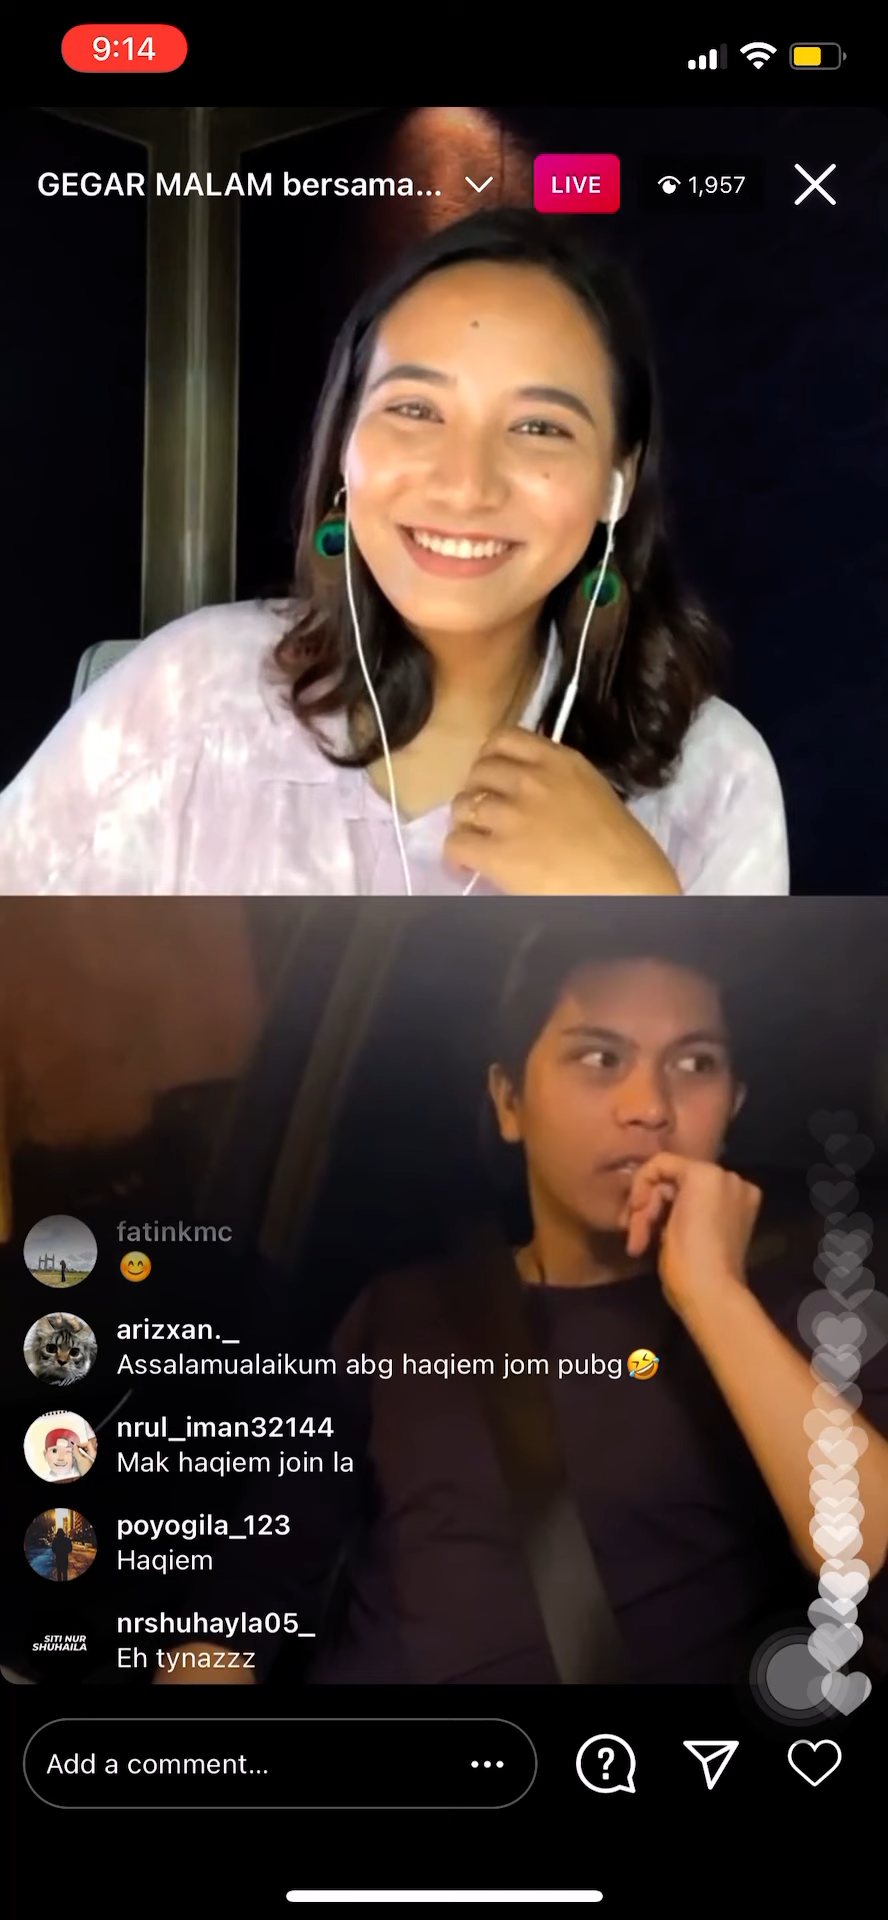 9:14
GEGAR MALAM bersama...
LIVE
1,957
fatinkmc
😊
arizxan._
Assalamualaikum abg haqiem jom pubg🤣
nrul_iman32144
Mak haqiem join la
poyogila_123
Haqiem
SITI NUR
SHUHAILA
nrshuhayla05_
Eh tynazzz
Add a comment...